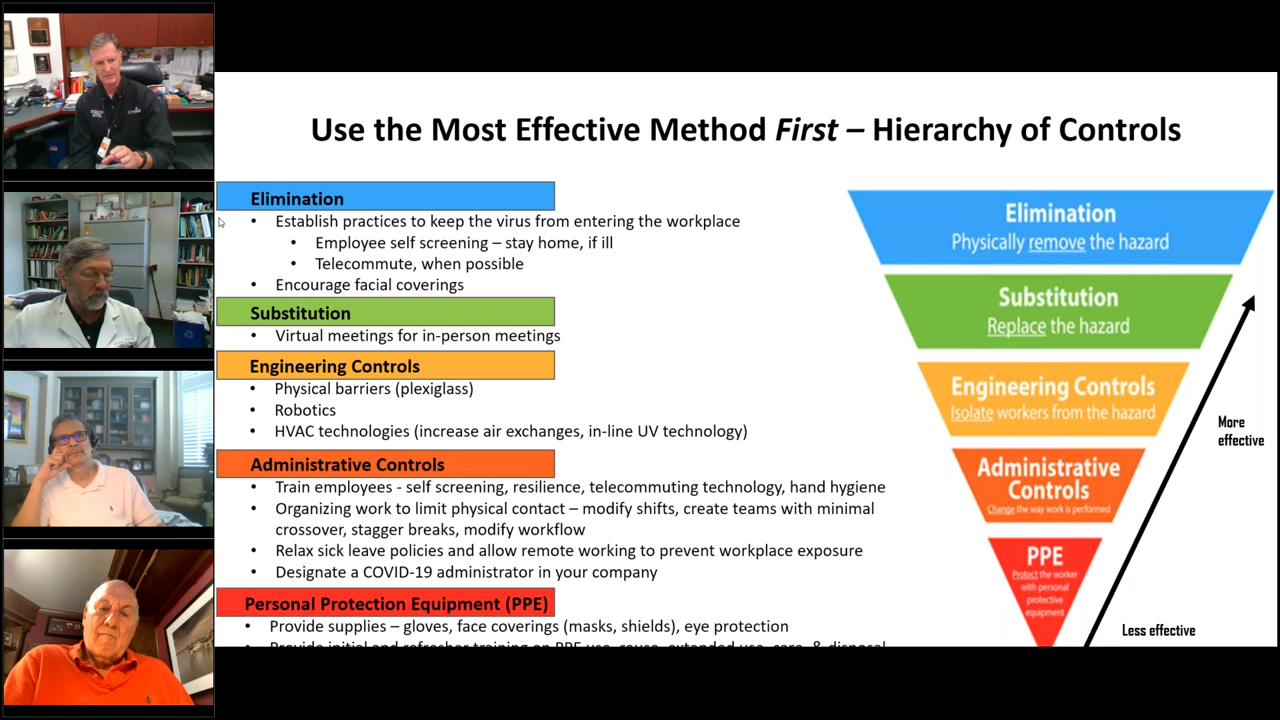 Use the Most Effective Method First – Hierarchy of Controls
Elimination
• Establish practices to keep the virus from entering the workplace
• Employee self screening – stay home, if ill
• Telecommute, when possible
• Encourage facial coverings
Substitution
• Virtual meetings for in-person meetings
Engineering Controls
• Physical barriers (plexiglass)
• Robotics
• HVAC technologies (increase air exchanges, in-line UV technology)
Administrative Controls
• Train employees - self screening, resilience, telecommuting technology, hand hygiene
• Organizing work to limit physical contact – modify shifts, create teams with minimal
crossover, stagger breaks, modify workflow
• Relax sick leave policies and allow remote working to prevent workplace exposure
• Designate a COVID-19 administrator in your company
Personal Protection Equipment (PPE)
• Provide supplies – gloves, face coverings (masks, shields), eye protection
• Provide initial and refresher training on PPE use, reuse, extended use, care, & disposal
Elimination
Physically remove the hazard
Substitution
Replace the hazard
Engineering Controls
Isolate workers from the hazard
Administrative
Controls
Change the way work is performed
PPE
Protect the worker
with personal
protective
equipment
More
effective
Less effective